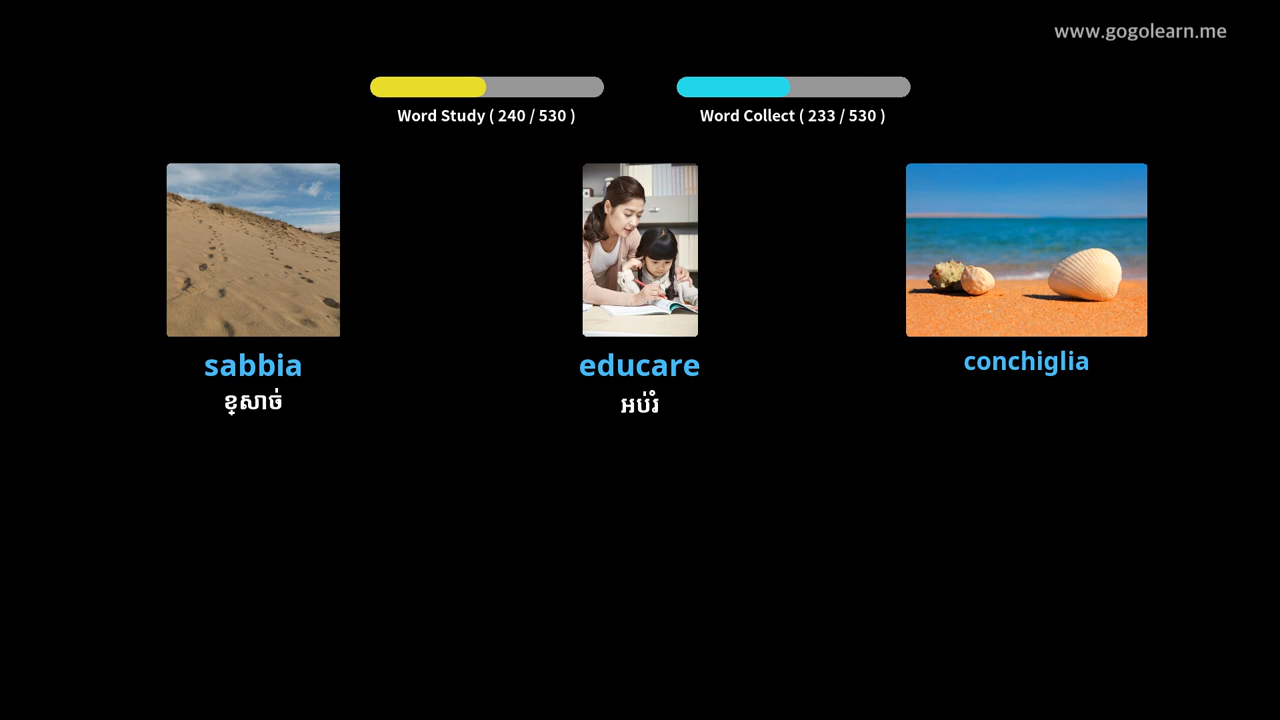 www.gogolearn.me
Word Study ( 240 / 530 )
Word Collect ( 233 / 530 )
sabbia
educare
conchiglia
ខ្សាច់
អប់រំ